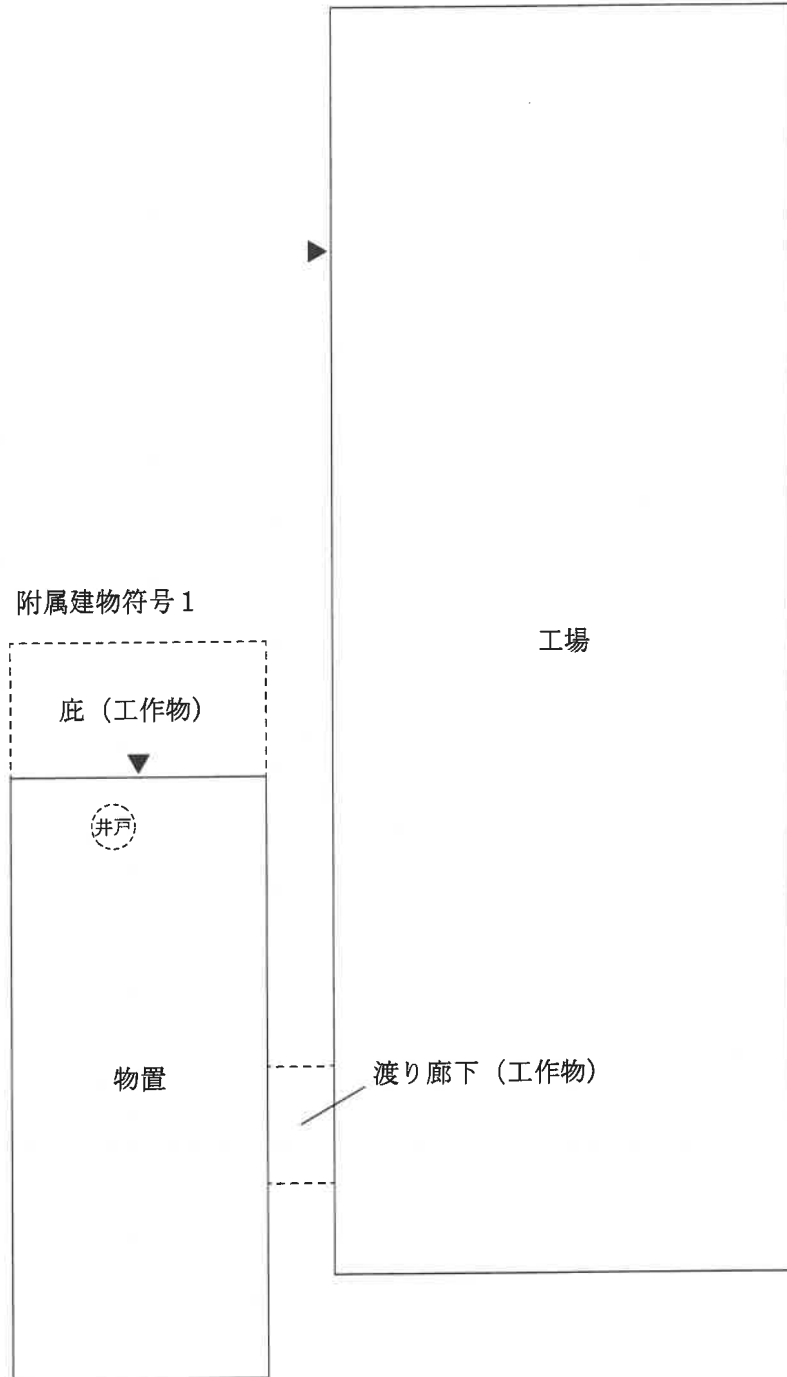 附属建物符号1
工場
庇（工作物）
井戸
物置
渡り廊下（工作物）